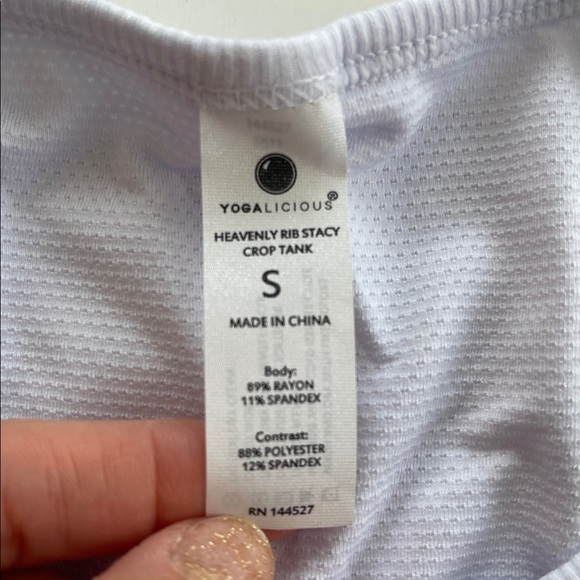 YOGALICIOUS®
HEAVENLY RIB STACY
CROP TANK
S
MADE IN CHINA
Body:
89% RAYON
11% SPANDEX
Contrast:
88% POLYESTER
12% SPANDEX
RN 144527